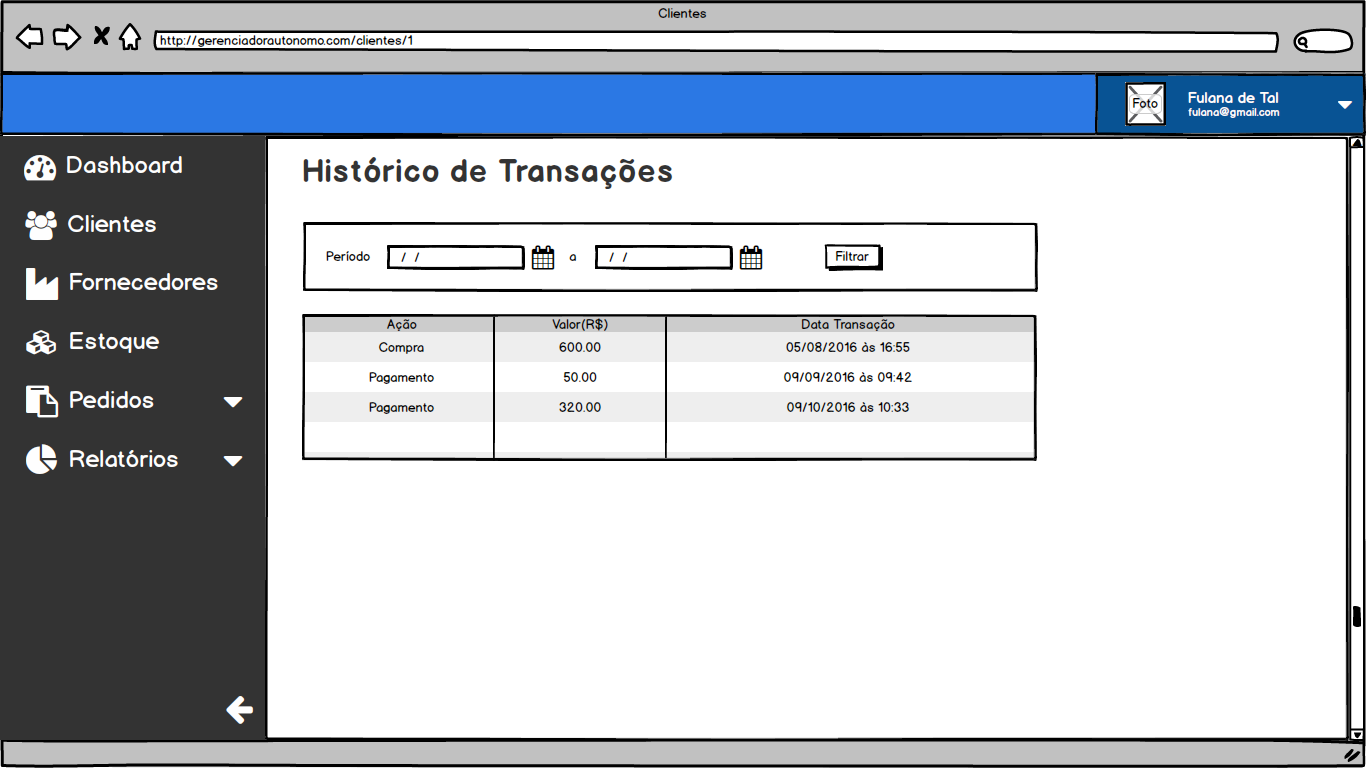 Clientes
http://gerenciadorautonomo.com/clientes/1
Foto
Fulana de Tal
fulana@gmail.com
Dashboard
Clientes
Fornecedores
Estoque
Pedidos
Relatórios
Histórico de Transações
Período / / a / / Filtrar
Ação Valor(R$) Data Transação
Compra 600.00 05/08/2016 às 16:55
Pagamento 50.00 09/09/2016 às 09:42
Pagamento 320.00 09/10/2016 às 10:33